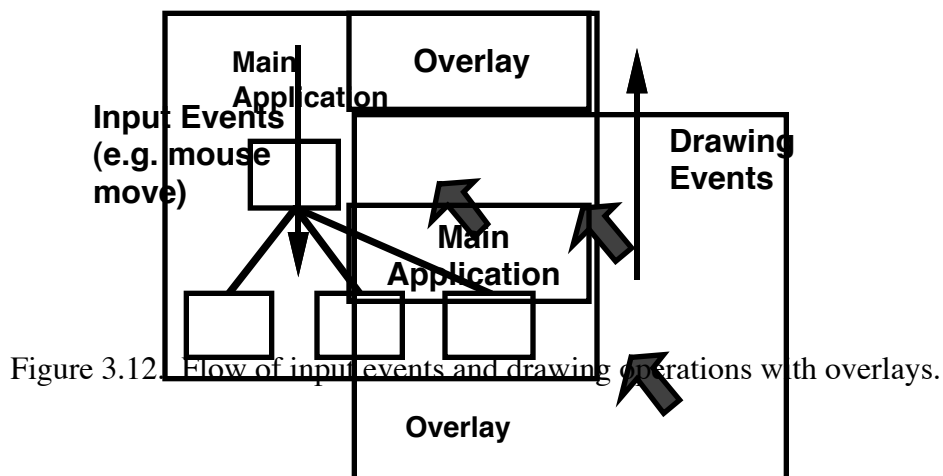 Main
Application
Overlay
Input Events
(e.g. mouse
move)
Drawing
Events
Main
Application
Figure 3.12. Flow of input events and drawing operations with overlays.
Overlay